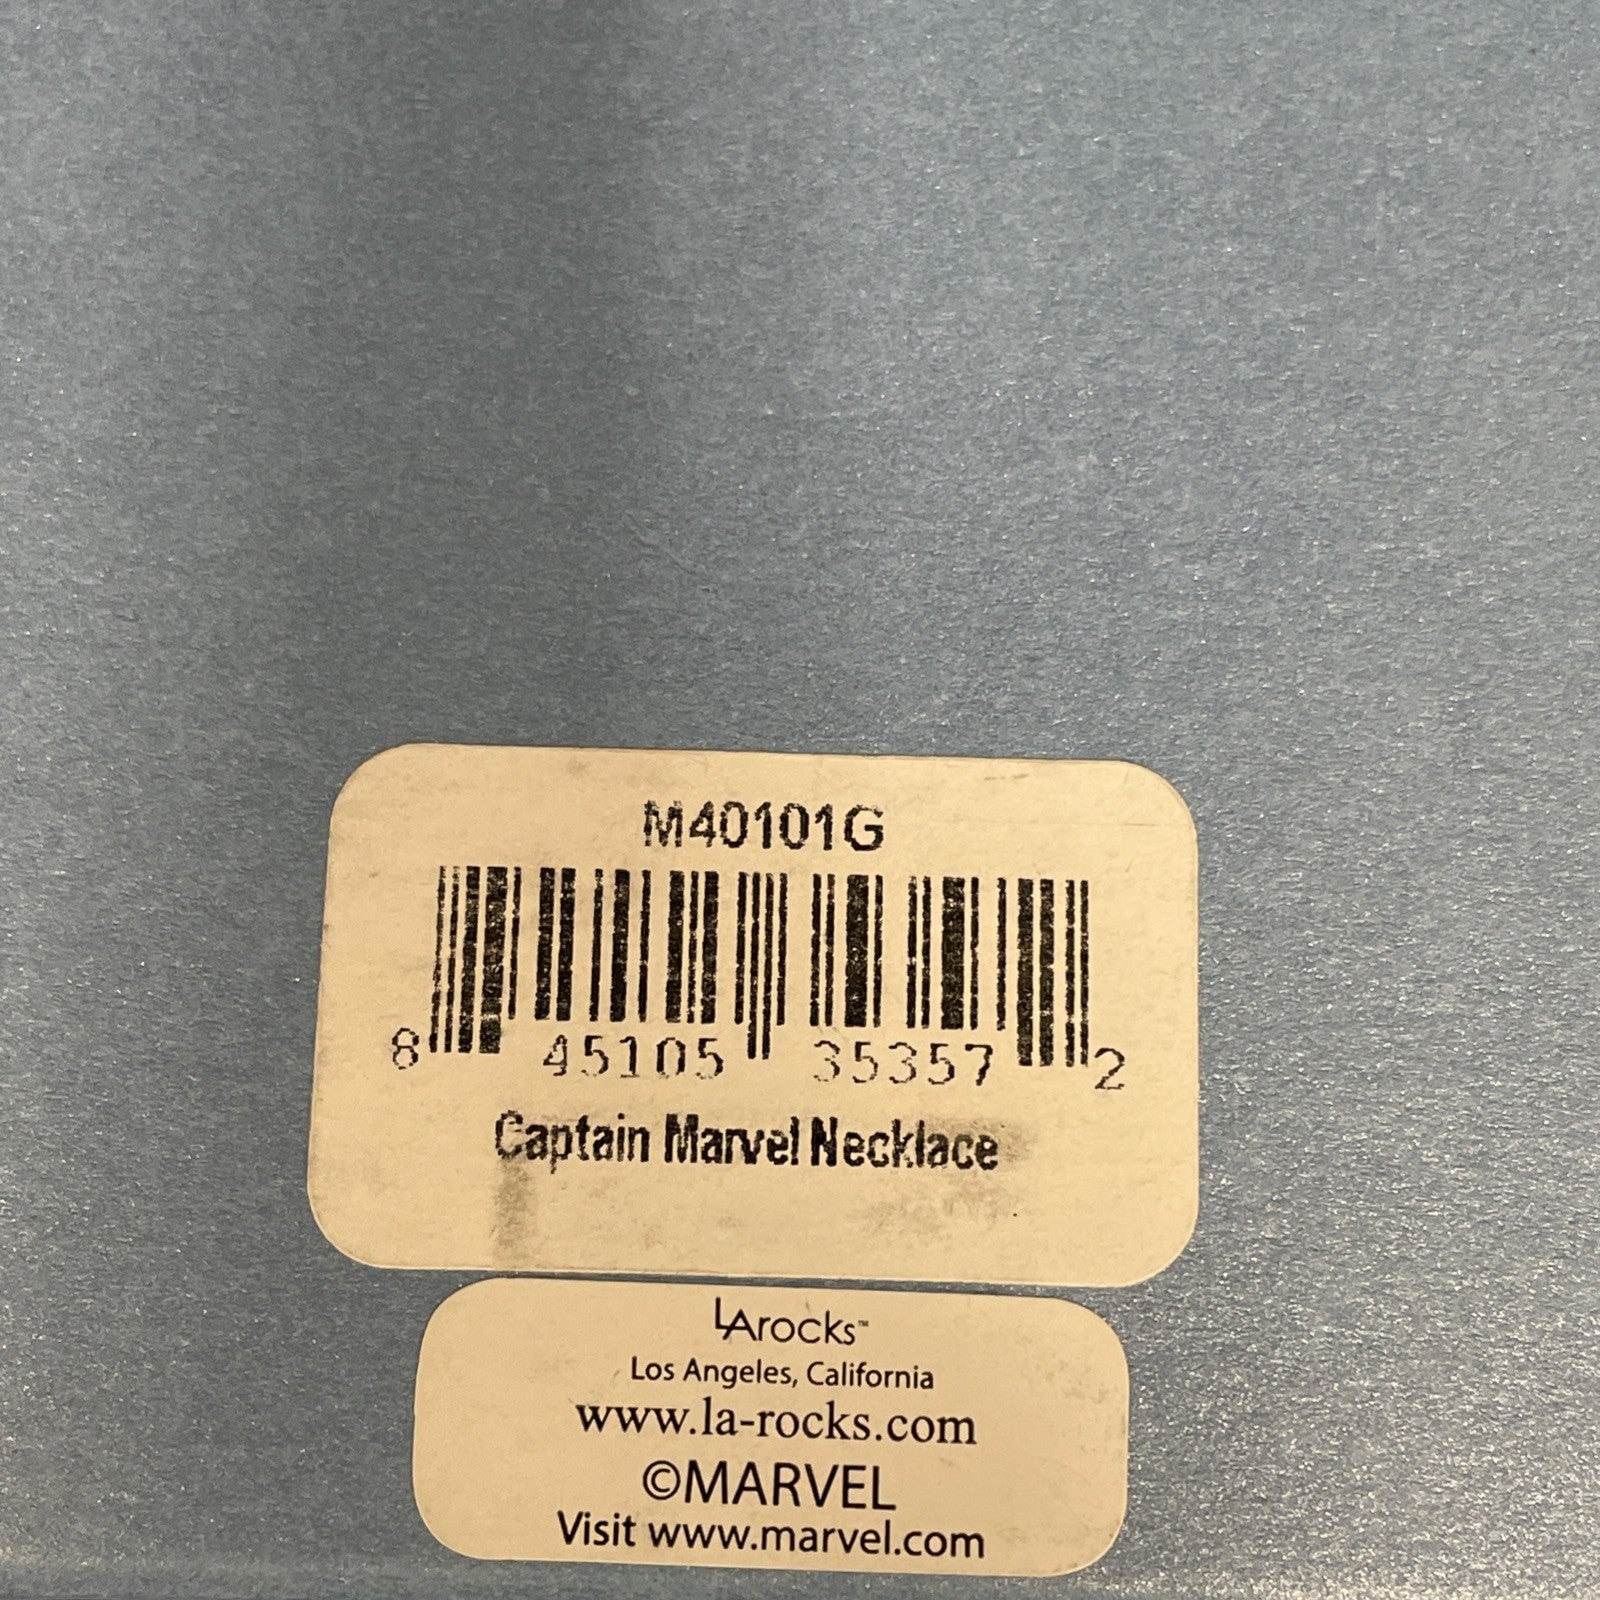 M40101G
8 45105 35357 2
Captain Marvel Necklace
LArocks™
Los Angeles, California
www.la-rocks.com
©MARVEL
Visit www.marvel.com